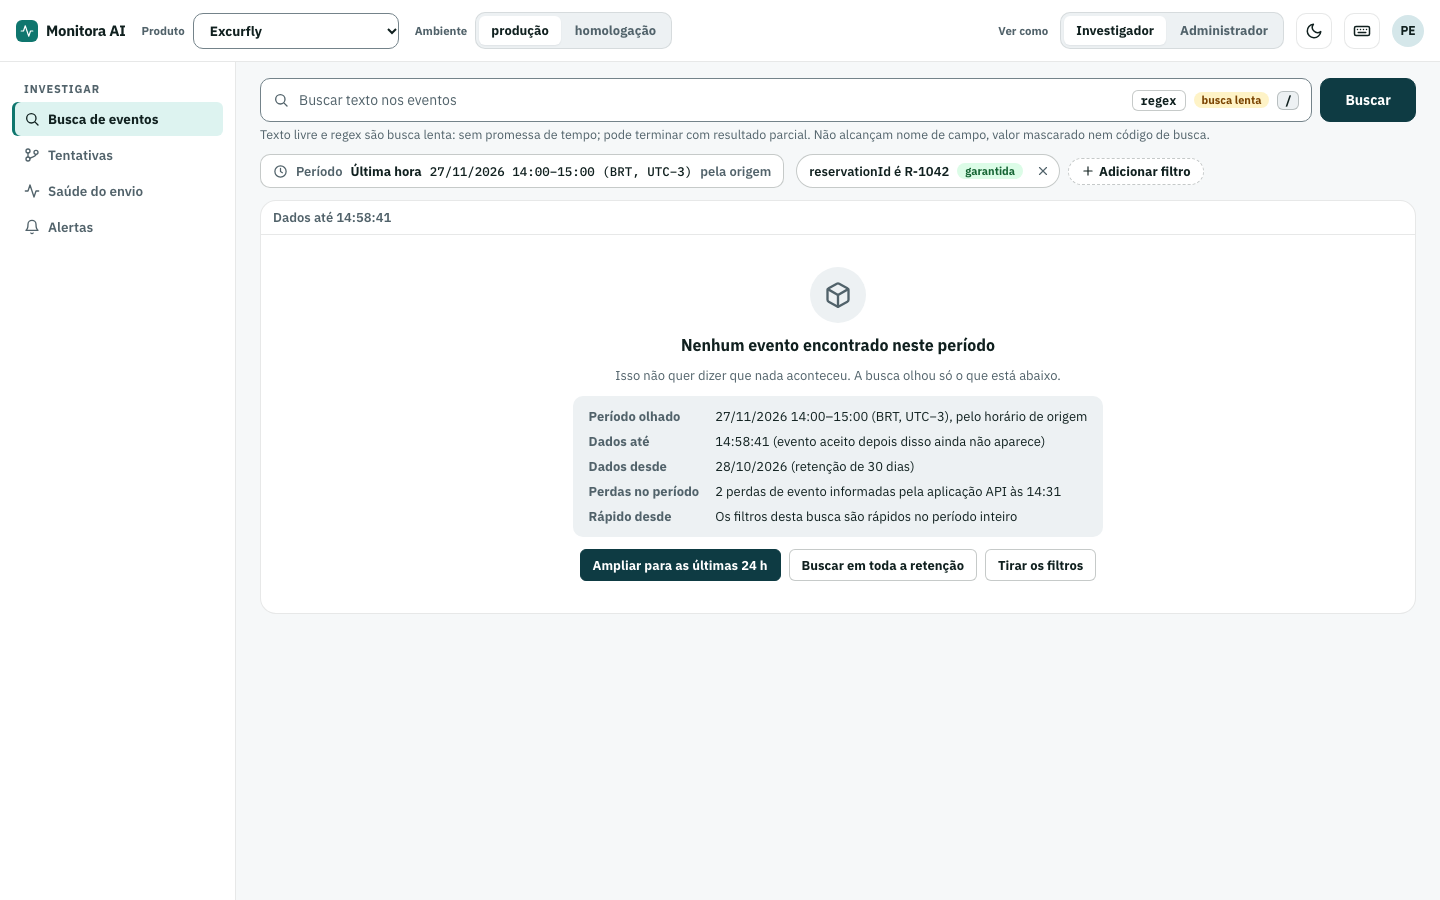 Monitora AI Produto Excurfly Ambiente produção homologação Ver como Investigador Administrador PE
INVESTIGAR
Busca de eventos
Tentativas
Saúde do envio
Alertas
Buscar texto nos eventos regex busca lenta / Buscar
Texto livre e regex são busca lenta: sem promessa de tempo; pode terminar com resultado parcial. Não alcançam nome de campo, valor mascarado nem código de busca.
Período Última hora 27/11/2026 14:00–15:00 (BRT, UTC−3) pela origem reservationId é R-1042 garantida Adicionar filtro
Dados até 14:58:41
Nenhum evento encontrado neste período
Isso não quer dizer que nada aconteceu. A busca olhou só o que está abaixo.
Período olhado 27/11/2026 14:00–15:00 (BRT, UTC−3), pelo horário de origem
Dados até 14:58:41 (evento aceito depois disso ainda não aparece)
Dados desde 28/10/2026 (retenção de 30 dias)
Perdas no período 2 perdas de evento informadas pela aplicação API às 14:31
Rápido desde Os filtros desta busca são rápidos no período inteiro
Ampliar para as últimas 24 h Buscar em toda a retenção Tirar os filtros